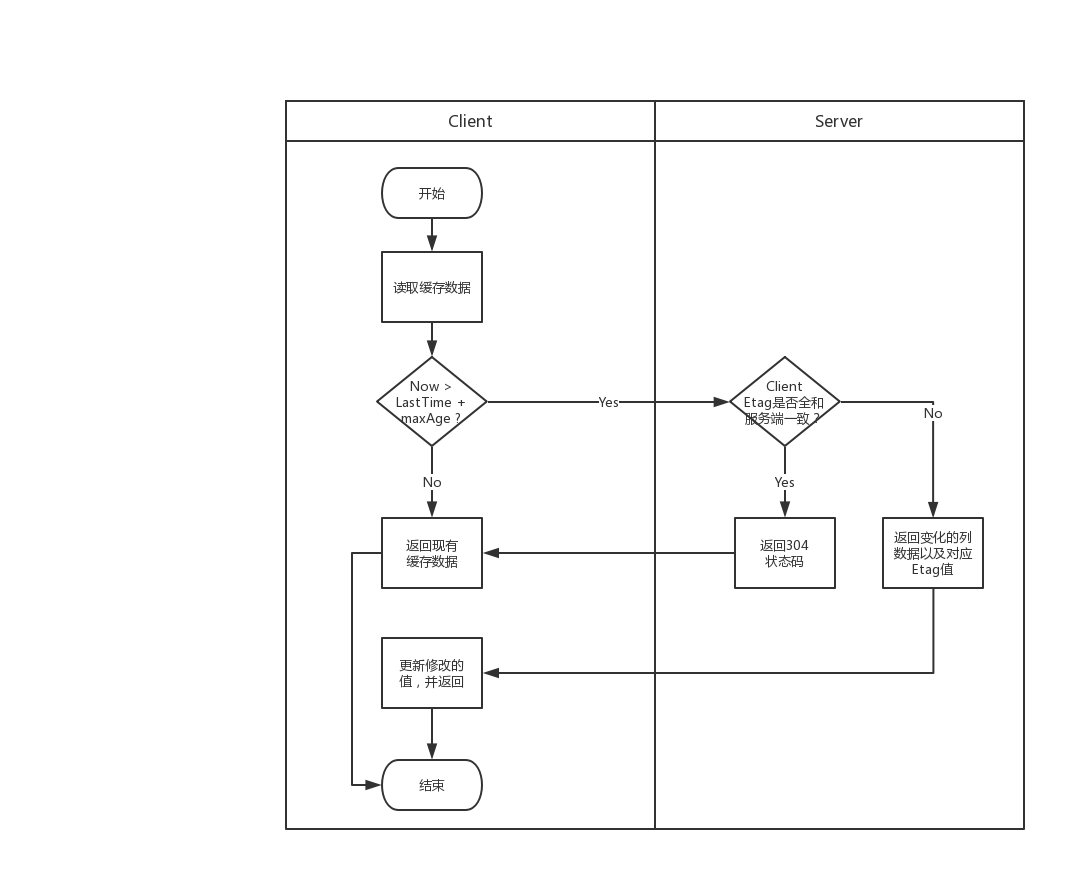 Client
Server
开始
读取缓存数据
Now >
LastTime +
maxAge ?
Yes
Client
Etag是否全和
服务端一致？
No
No
Yes
返回现有
缓存数据
返回304
状态码
返回变化的列
数据以及对应
Etag值
更新修改的
值，并返回
结束